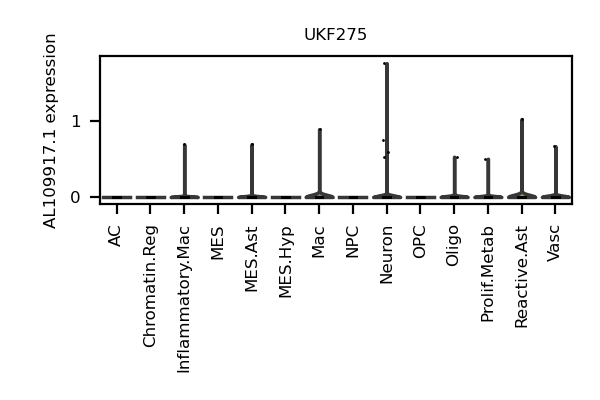 UKF275
AL109917.1 expression
1
0
AC
Chromatin.Reg
Inflammatory.Mac
MES
MES.Ast
MES.Hyp
Mac
NPC
Neuron
OPC
Oligo
Prolif.Metab
Reactive.Ast
Vasc